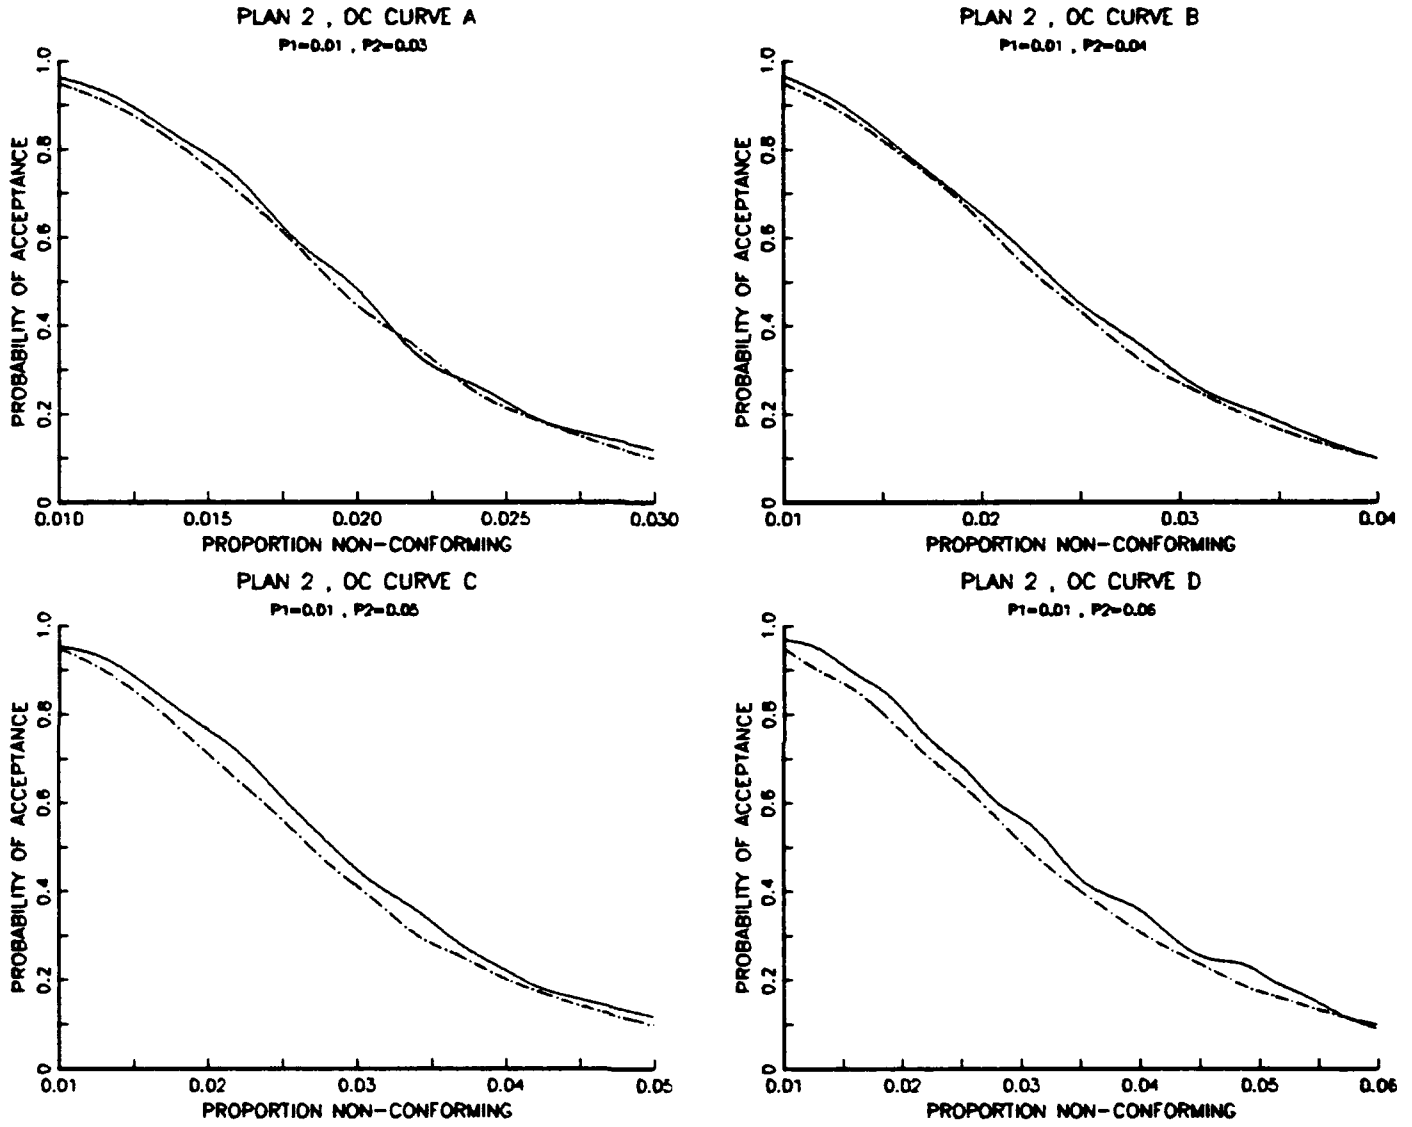 PLAN 2 , OC CURVE A
P1=0.01 , P2=0.03
PROBABILITY OF ACCEPTANCE
1.0
0.8
0.6
0.4
0.2
0
0.010 0.015 0.020 0.025 0.030
PROPORTION NON-CONFORMING
PLAN 2 , OC CURVE B
P1=0.01 , P2=0.04
PROBABILITY OF ACCEPTANCE
1.0
0.8
0.6
0.4
0.2
0
0.01 0.02 0.03 0.04
PROPORTION NON-CONFORMING
PLAN 2 , OC CURVE C
P1=0.01 , P2=0.05
PROBABILITY OF ACCEPTANCE
1.0
0.8
0.6
0.4
0.2
0
0.01 0.02 0.03 0.04 0.05
PROPORTION NON-CONFORMING
PLAN 2 , OC CURVE D
P1=0.01 , P2=0.06
PROBABILITY OF ACCEPTANCE
1.0
0.8
0.6
0.4
0.2
0
0.01 0.02 0.03 0.04 0.05 0.06
PROPORTION NON-CONFORMING